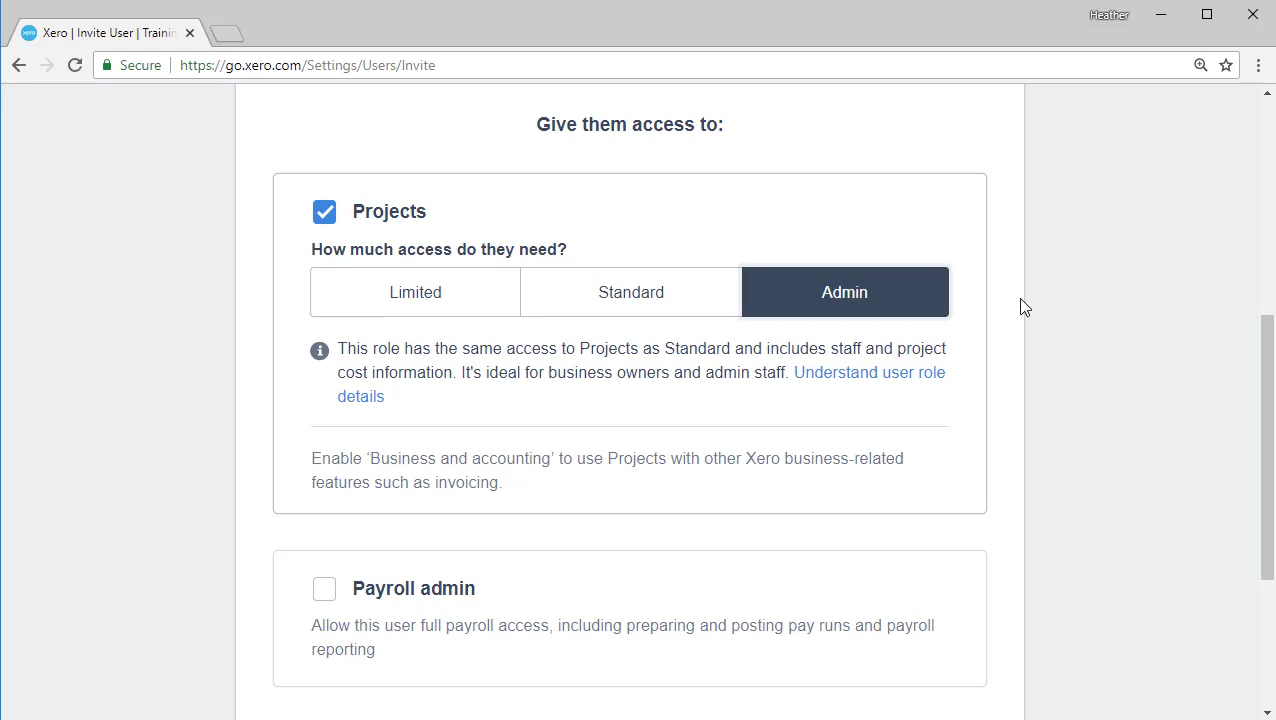 Heather
xero
Xero | Invite User | Trainin
Secure
https://go.xero.com/Settings/Users/Invite
Give them access to:
Projects
How much access do they need?
Limited
Standard
Admin
This role has the same access to Projects as Standard and includes staff and project
cost information. It's ideal for business owners and admin staff. Understand user role
details
Enable ‘Business and accounting’ to use Projects with other Xero business-related
features such as invoicing.
Payroll admin
Allow this user full payroll access, including preparing and posting pay runs and payroll
reporting